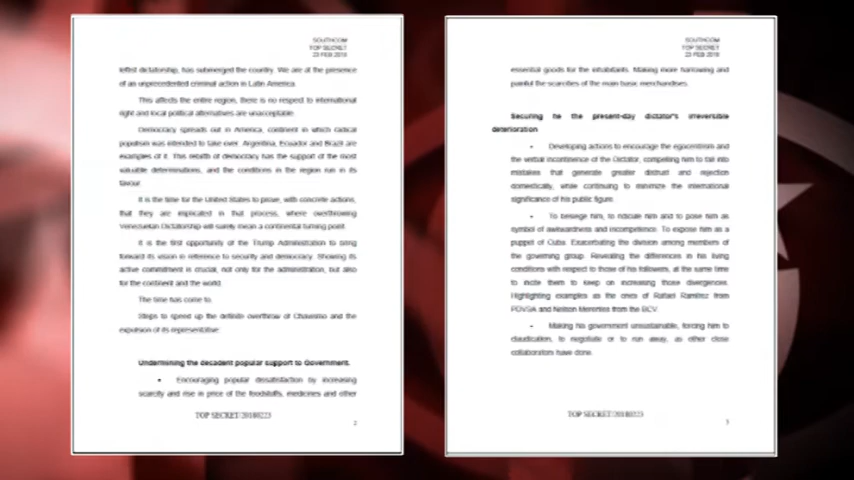 SOUTHCOM
TOP SECRET
23 FEB 2018
leftist dictatorship, has submerged the country. We are at the presence
of an unprecedented criminal action in Latin America.
This affects the entire region, there is no respect to international
right and local political alternatives are unacceptable.
Democracy spreads out in America, continent in which radical
populism was intended to take over. Argentina, Ecuador and Brazil are
examples of it. This rebirth of democracy has the support of the most
valuable determinations, and the conditions in the region run in its
favour.
It is the time for the United States to prove, with concrete actions,
that they are implicated in that process, where overthrowing
Venezuelan Dictatorship will surely mean a continental turning point.
It is the first opportunity of the Trump Administration to bring
forward its vision in reference to security and democracy. Showing its
active commitment is crucial, not only for the administration, but also
for the continent and the world.
The time has come to,
Steps to speed up the definite overthrow of Chavismo and the
expulsion of its representative:
Undermining the decadent popular support to Government.
• Encouraging popular dissatisfaction by increasing
scarcity and rise in price of the foodstuffs, medicines and other
TOP SECRET/20180223
2
SOUTHCOM
TOP SECRET
23 FEB 2018
essential goods for the inhabitants. Making more harrowing and
painful the scarcities of the main basic merchandises.
Securing he the present-day dictator's irreversible
deterioration
• Developing actions to encourage the egocentrism and
the verbal incontinence of the Dictator, compelling him to fall into
mistakes that generate greater distrust and rejection
domestically, while continuing to minimize the international
significance of his public figure.
• To besiege him, to ridicule him and to pose him as
symbol of awkwardness and incompetence. To expose him as a
puppet of Cuba. Exacerbating the division among members of
the governing group. Revealing the differences in his living
conditions with respect to those of his followers, at the same time
to incite them to keep on increasing those divergences.
Highlighting examples as the ones of Rafael Ramírez from
PDVSA and Nelson Merentes from the BCV.
• Making his government unsustainable, forcing him to
claudication, to negotiate or to run away, as other close
collaborators have done.
TOP SECRET/20180223
3